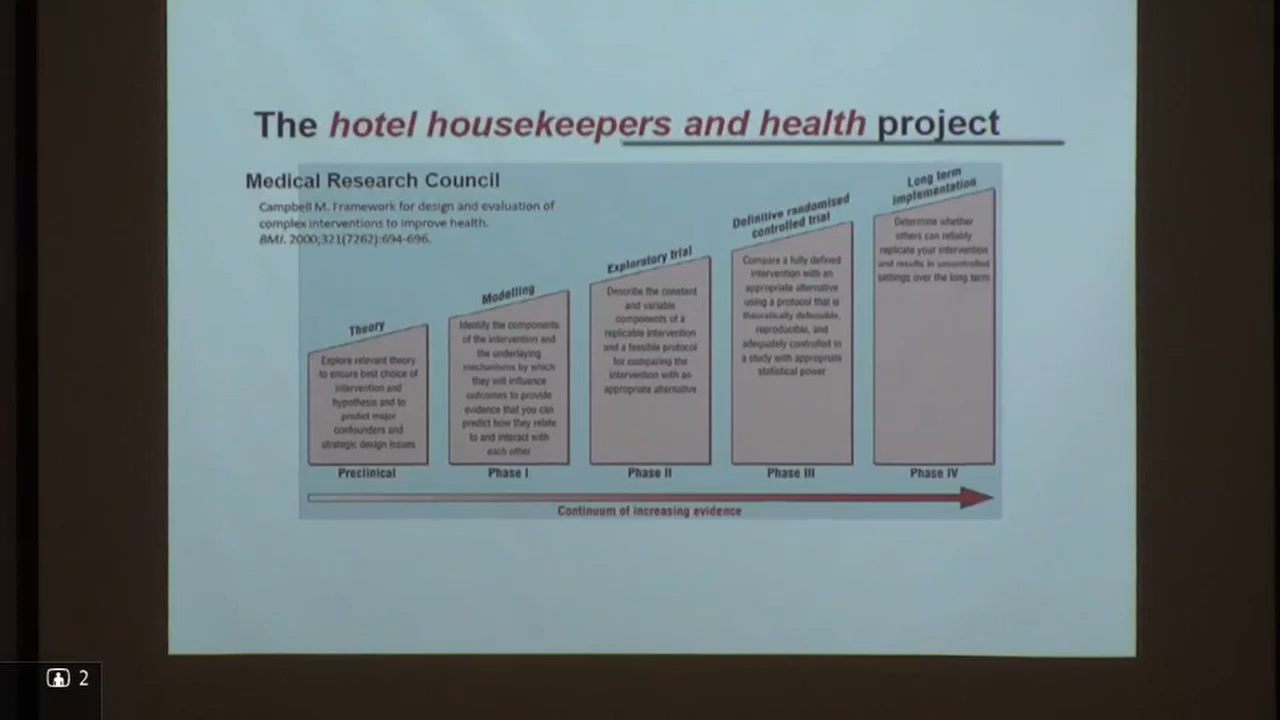 The hotel housekeepers and health project
Medical Research Council
Campbell M. Framework for design and evaluation of
complex interventions to improve health.
BMJ. 2000;321(7262):694-696.
Theory
Explore relevant theory
to ensure best choice of
intervention and
hypothesis and to
predict major
confounders and
strategic design issues
Preclinical
Modelling
Identify the components
of the intervention and
the underlaying
mechanisms by which
they will influence
outcomes to provide
evidence that you can
predict how they relate
to and interact with
each other
Phase I
Exploratory trial
Describe the constant
and variable
components of a
replicable intervention
and a feasible protocol
for comparing the
intervention with an
appropriate alternative
Phase II
Definitive randomised
controlled trial
Compare a fully defined
intervention with an
appropriate alternative
using a protocol that is
theoretically defensible,
reproducible, and
adequately controlled in
a study with appropriate
statistical power
Phase III
Long term
implementation
Determine whether
others can reliably
replicate your intervention
and results in uncontrolled
settings over the long term
Phase IV
Continuum of increasing evidence
2